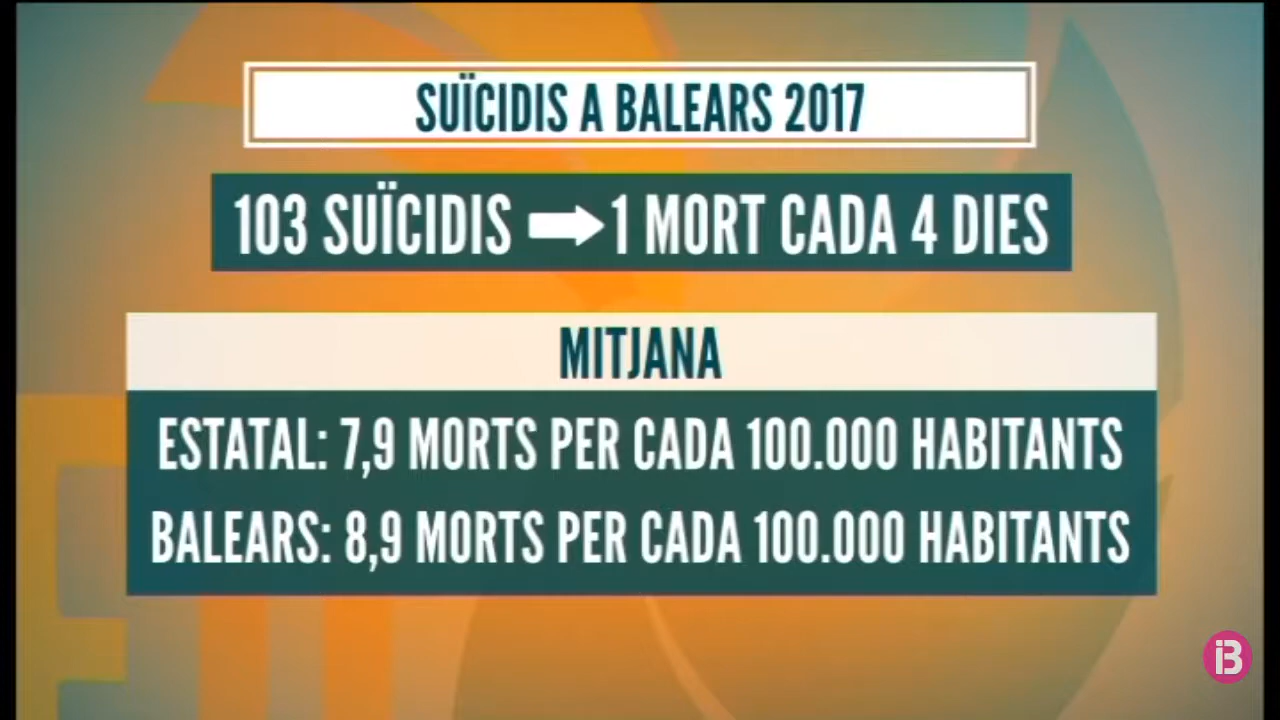 SUÏCIDIS A BALEARS 2017
103 SUÏCIDIS ➡ 1 MORT CADA 4 DIES
MITJANA
ESTATAL: 7,9 MORTS PER CADA 100.000 HABITANTS
BALEARS: 8,9 MORTS PER CADA 100.000 HABITANTS
iB3